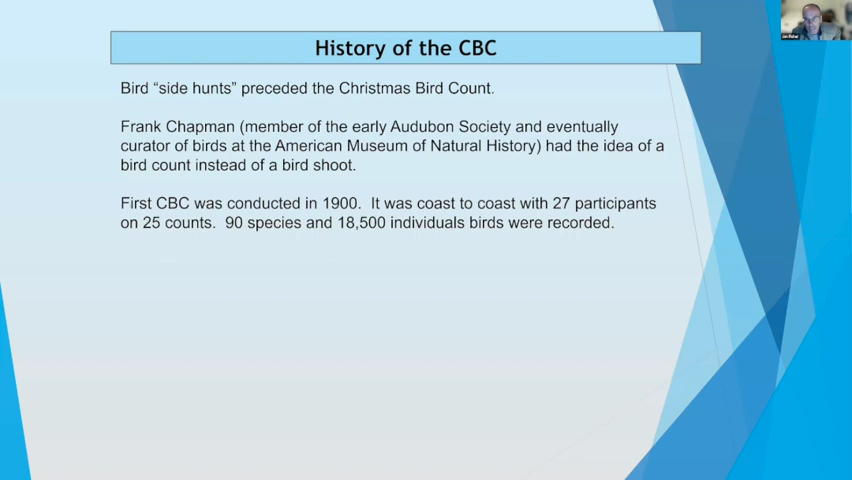 History of the CBC
Bird “side hunts” preceded the Christmas Bird Count.
Frank Chapman (member of the early Audubon Society and eventually
curator of birds at the American Museum of Natural History) had the idea of a
bird count instead of a bird shoot.
First CBC was conducted in 1900.  It was coast to coast with 27 participants
on 25 counts.  90 species and 18,500 individuals birds were recorded.